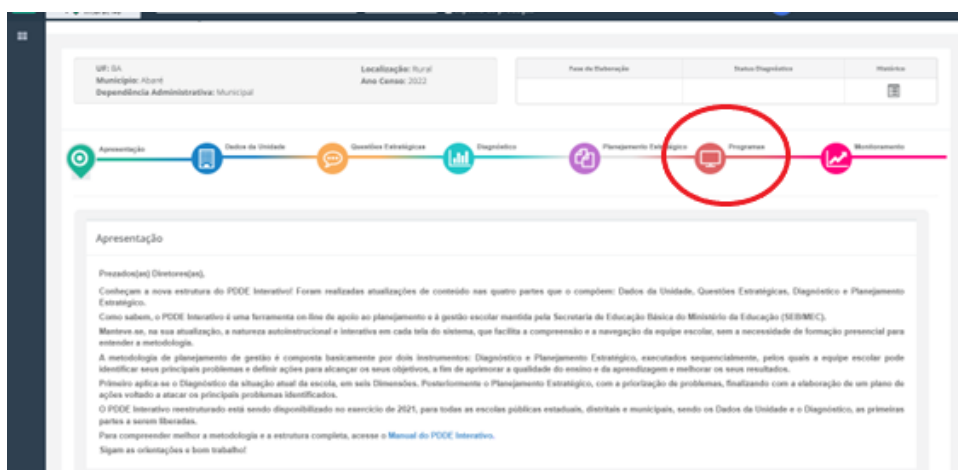 UF: BA
Município: Abaré
Dependência Administrativa: Municipal
Localização: Rural
Ano Censo: 2022
Fase da Elaboração
Status Diagnóstico
Histórico
Apresentação
Dados da Unidade
Questões Estratégicas
Diagnóstico
Planejamento Estratégico
Programas
Monitoramento
Apresentação
Prezados(as) Diretores(as),
Conheçam a nova estrutura do PDDE Interativo! Foram realizadas atualizações de conteúdo nas quatro partes que o compõem: Dados da Unidade, Questões Estratégicas, Diagnóstico e Planejamento
Estratégico.
Como sabem, o PDDE Interativo é uma ferramenta on-line de apoio ao planejamento e à gestão escolar mantida pela Secretaria de Educação Básica do Ministério da Educação (SEB/MEC).
Manteve-se, na sua atualização, a natureza autoinstrucional e interativa em cada tela do sistema, que facilita a compreensão e a navegação da equipe escolar, sem a necessidade de formação presencial para
entender a metodologia.
A metodologia de planejamento de gestão é composta basicamente por dois instrumentos: Diagnóstico e Planejamento Estratégico, executados sequencialmente, pelos quais a equipe escolar pode
identificar seus principais problemas e definir ações para alcançar os seus objetivos, a fim de aprimorar a qualidade do ensino e da aprendizagem e melhorar os seus resultados.
Primeiro aplica-se o Diagnóstico da situação atual da escola, em seis Dimensões. Posteriormente o Planejamento Estratégico, com a priorização de problemas, finalizando com a elaboração de um plano de
ações voltado a atacar os principais problemas identificados.
O PDDE Interativo reestruturado está sendo disponibilizado no exercício de 2021, para todas as escolas públicas estaduais, distritais e municipais, sendo os Dados da Unidade e o Diagnóstico, as primeiras
partes a serem liberadas.
Para compreender melhor a metodologia e a estrutura completa, acesse o Manual do PDDE Interativo.
Sigam as orientações e bom trabalho!